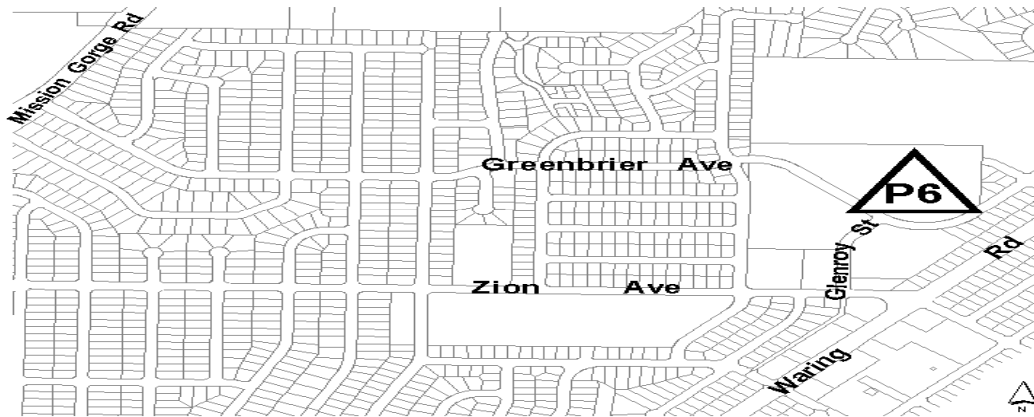 Mission Gorge Rd
Greenbrier Ave
P6
Glenroy St
Rd
Zion Ave
Waring